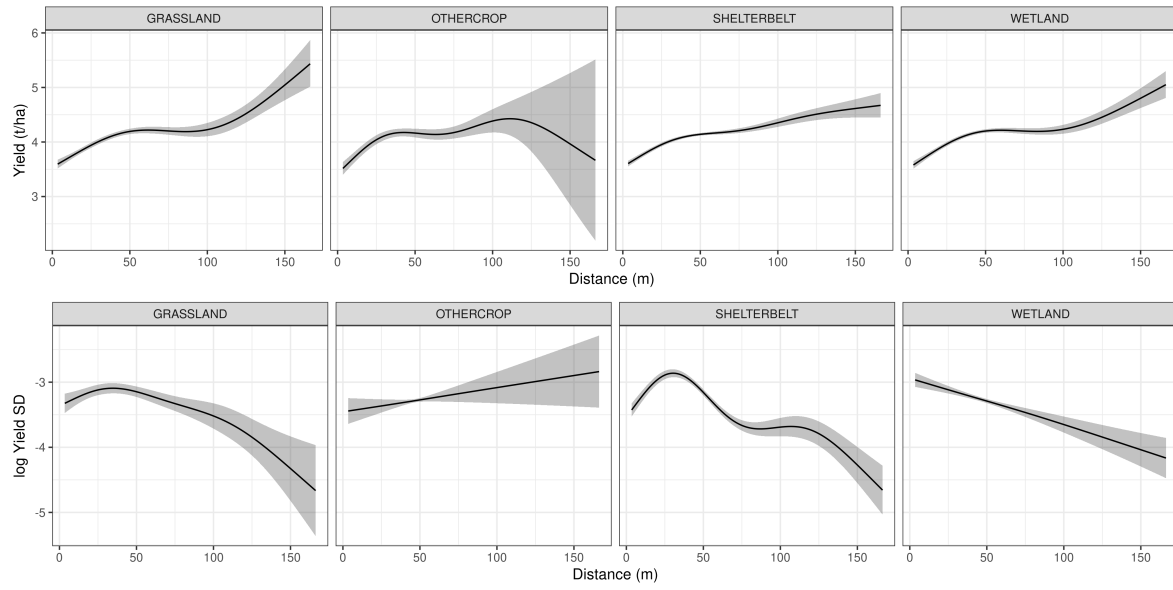 GRASSLAND OTHERCROP SHELTERBELT WETLAND
6
5
4
3
Yield (t/ha)
0 50 100 150 0 50 100 150 0 50 100 150 0 50 100 150
Distance (m)
GRASSLAND OTHERCROP SHELTERBELT WETLAND
-3
-4
-5
log Yield SD
0 50 100 150 0 50 100 150 0 50 100 150 0 50 100 150
Distance (m)